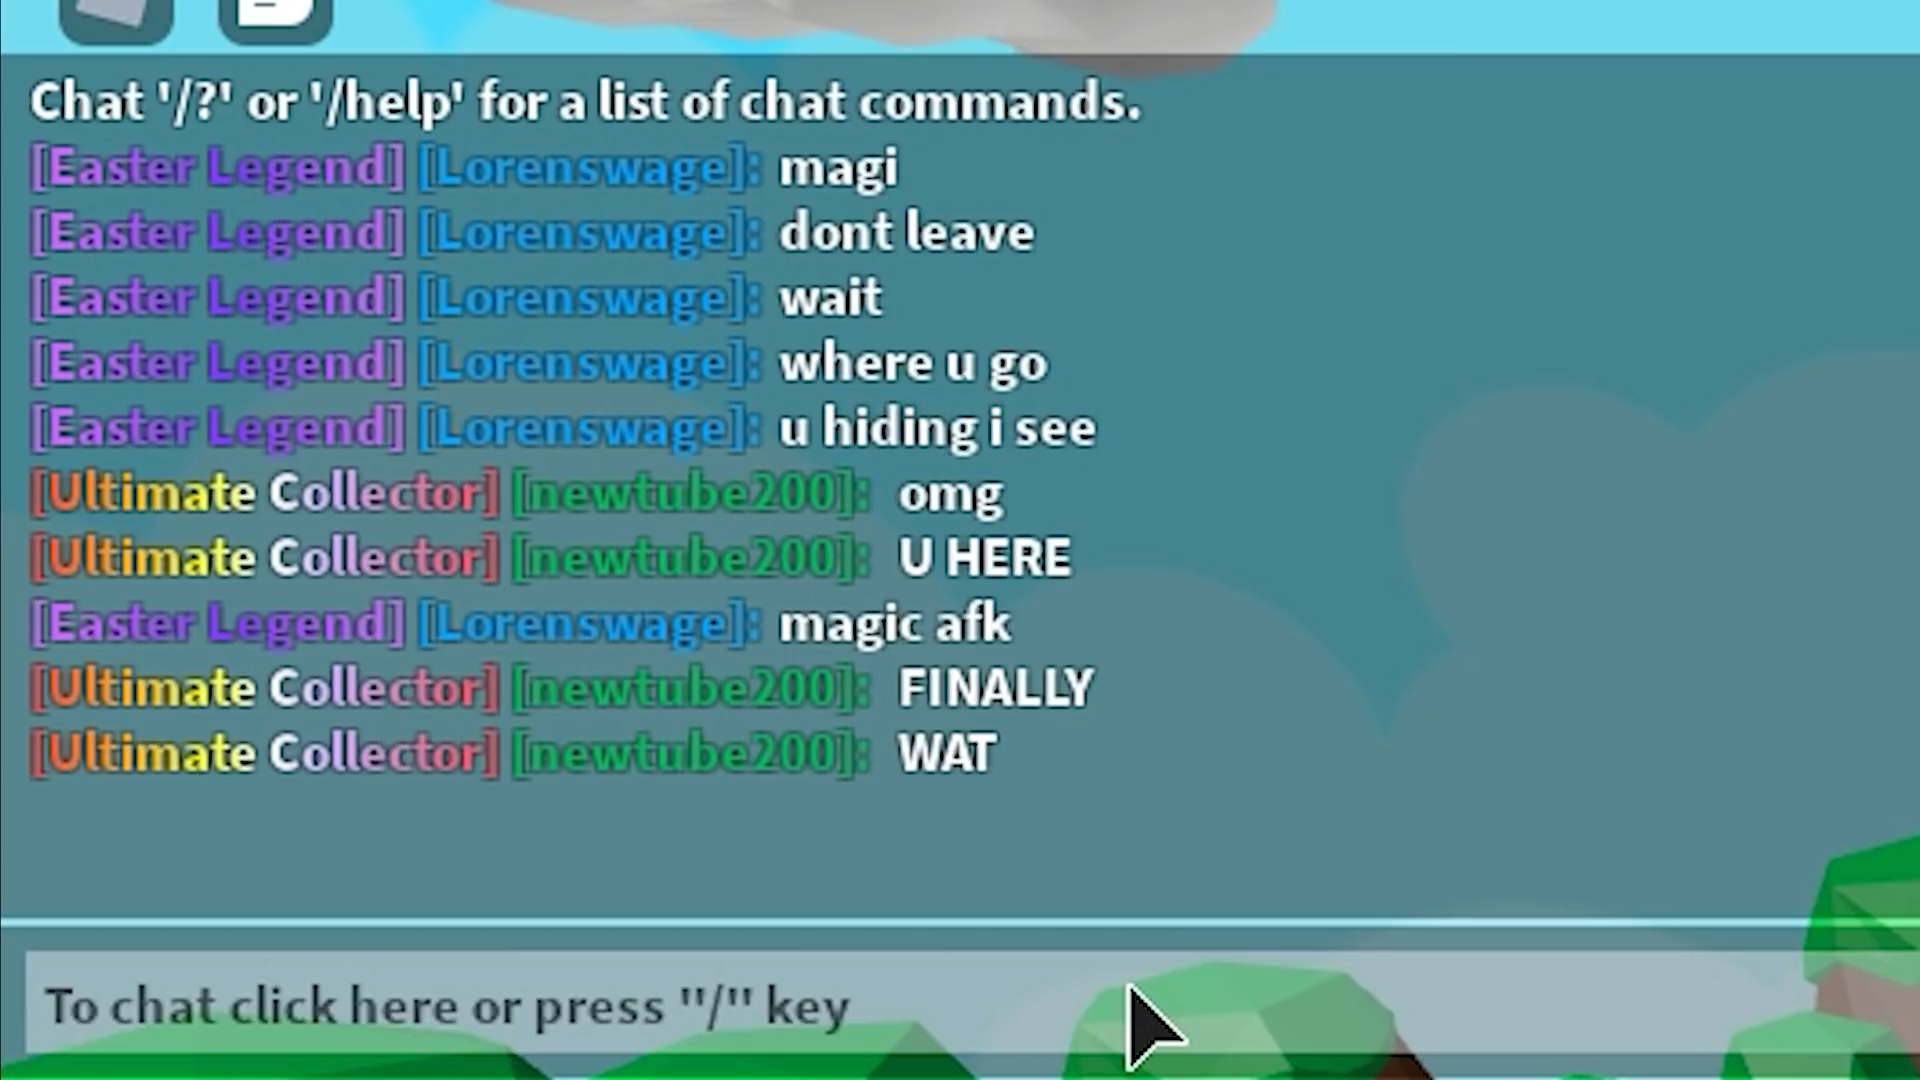 Chat '/?' or '/help' for a list of chat commands.
[Easter Legend] [Lorenswage]: magi
[Easter Legend] [Lorenswage]: dont leave
[Easter Legend] [Lorenswage]: wait
[Easter Legend] [Lorenswage]: where u go
[Easter Legend] [Lorenswage]: u hiding i see
[Ultimate Collector] [newtube200]: omg
[Ultimate Collector] [newtube200]: U HERE
[Easter Legend] [Lorenswage]: magic afk
[Ultimate Collector] [newtube200]: FINALLY
[Ultimate Collector] [newtube200]: WAT
To chat click here or press "/" key